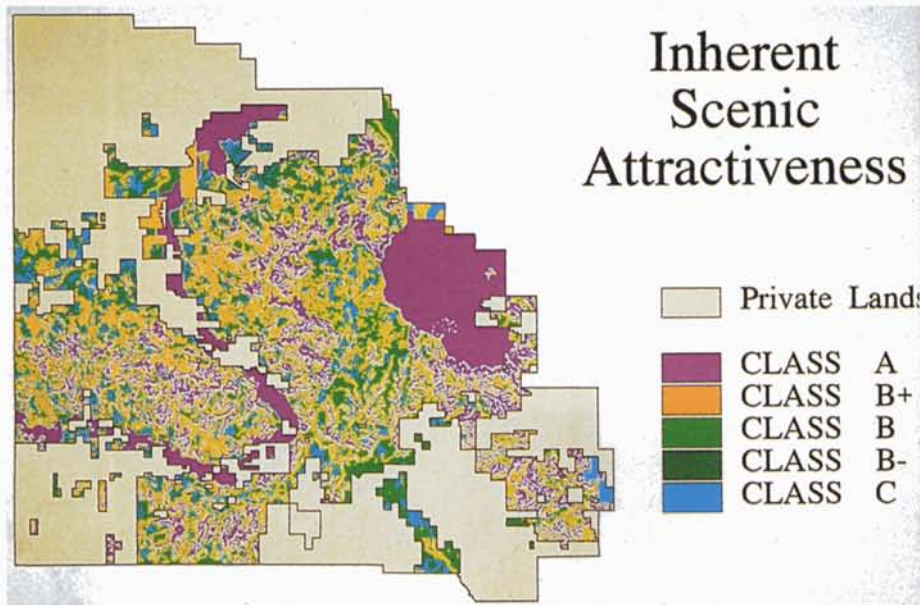 Inherent
Scenic
Attractiveness
Private Lands
CLASS A
CLASS B+
CLASS B
CLASS B-
CLASS C